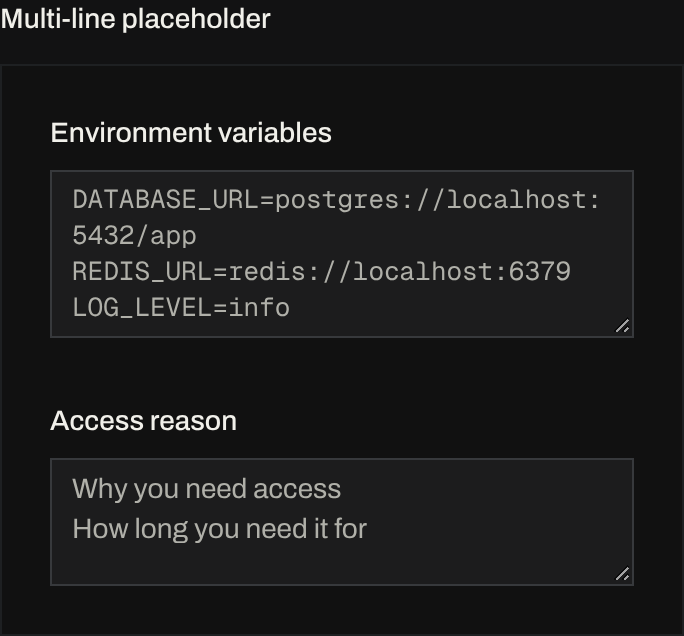 Multi-line placeholder
Environment variables
DATABASE_URL=postgres://localhost:
5432/app
REDIS_URL=redis://localhost:6379
LOG_LEVEL=info
Access reason
Why you need access
How long you need it for